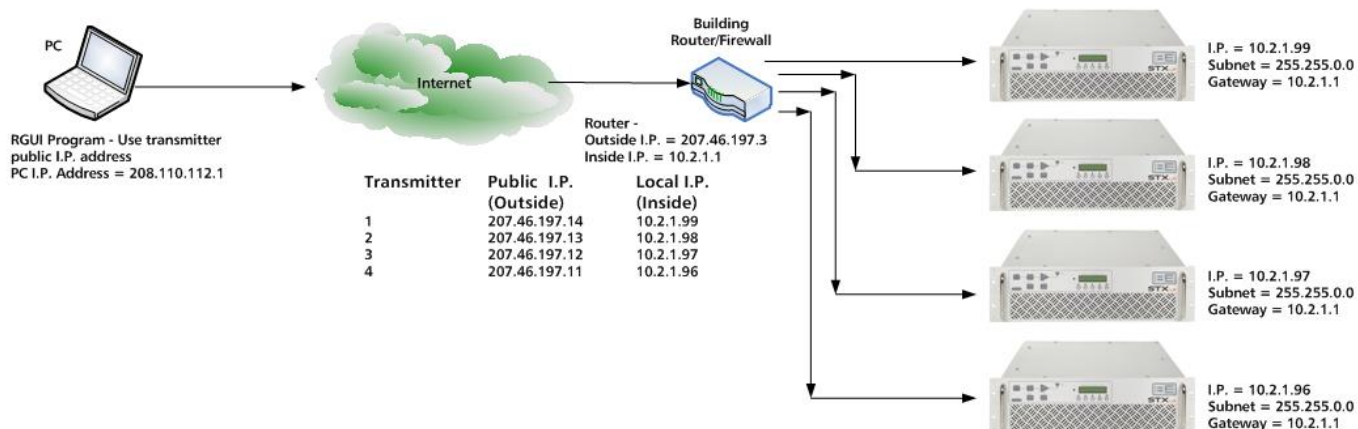 PC
RGUI Program - Use transmitter
public I.P. address
PC I.P. Address = 208.110.112.1
Internet
Building
Router/Firewall
Router -
Outside I.P. = 207.46.197.3
Inside I.P. = 10.2.1.1
Transmitter Public I.P. Local I.P.
(Outside) (Inside)
1 207.46.197.14 10.2.1.99
2 207.46.197.13 10.2.1.98
3 207.46.197.12 10.2.1.97
4 207.46.197.11 10.2.1.96
STX
I.P. = 10.2.1.99
Subnet = 255.255.0.0
Gateway = 10.2.1.1
STX
I.P. = 10.2.1.98
Subnet = 255.255.0.0
Gateway = 10.2.1.1
STX
I.P. = 10.2.1.97
Subnet = 255.255.0.0
Gateway = 10.2.1.1
STX
I.P. = 10.2.1.96
Subnet = 255.255.0.0
Gateway = 10.2.1.1